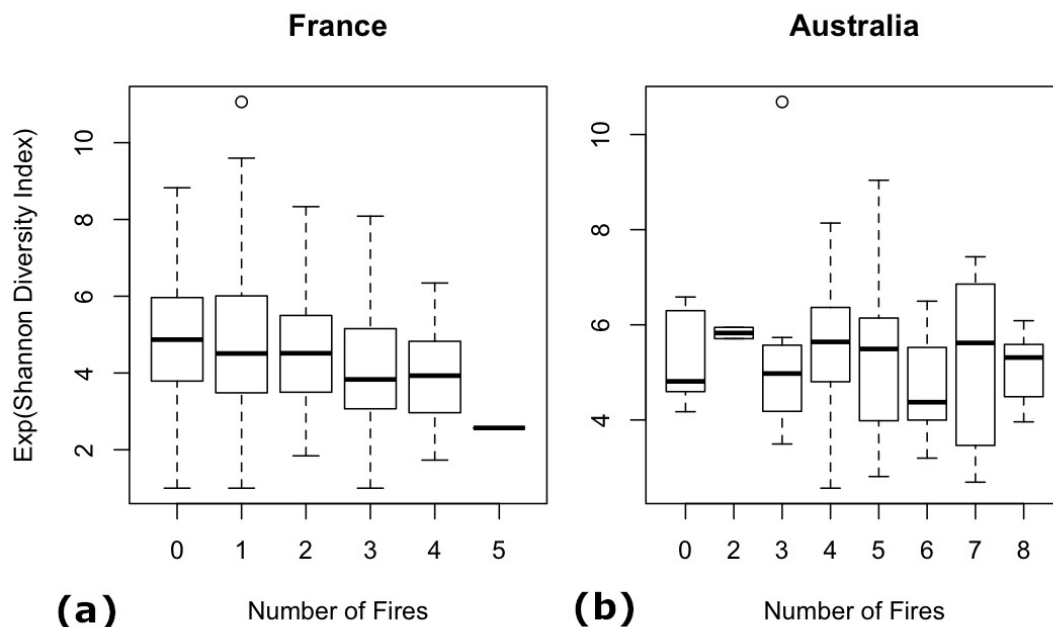 France
Exp(Shannon Diversity Index)
10
8
6
4
2
0 1 2 3 4 5
(a) Number of Fires
Australia
10
8
6
4
0 2 3 4 5 6 7 8
(b) Number of Fires